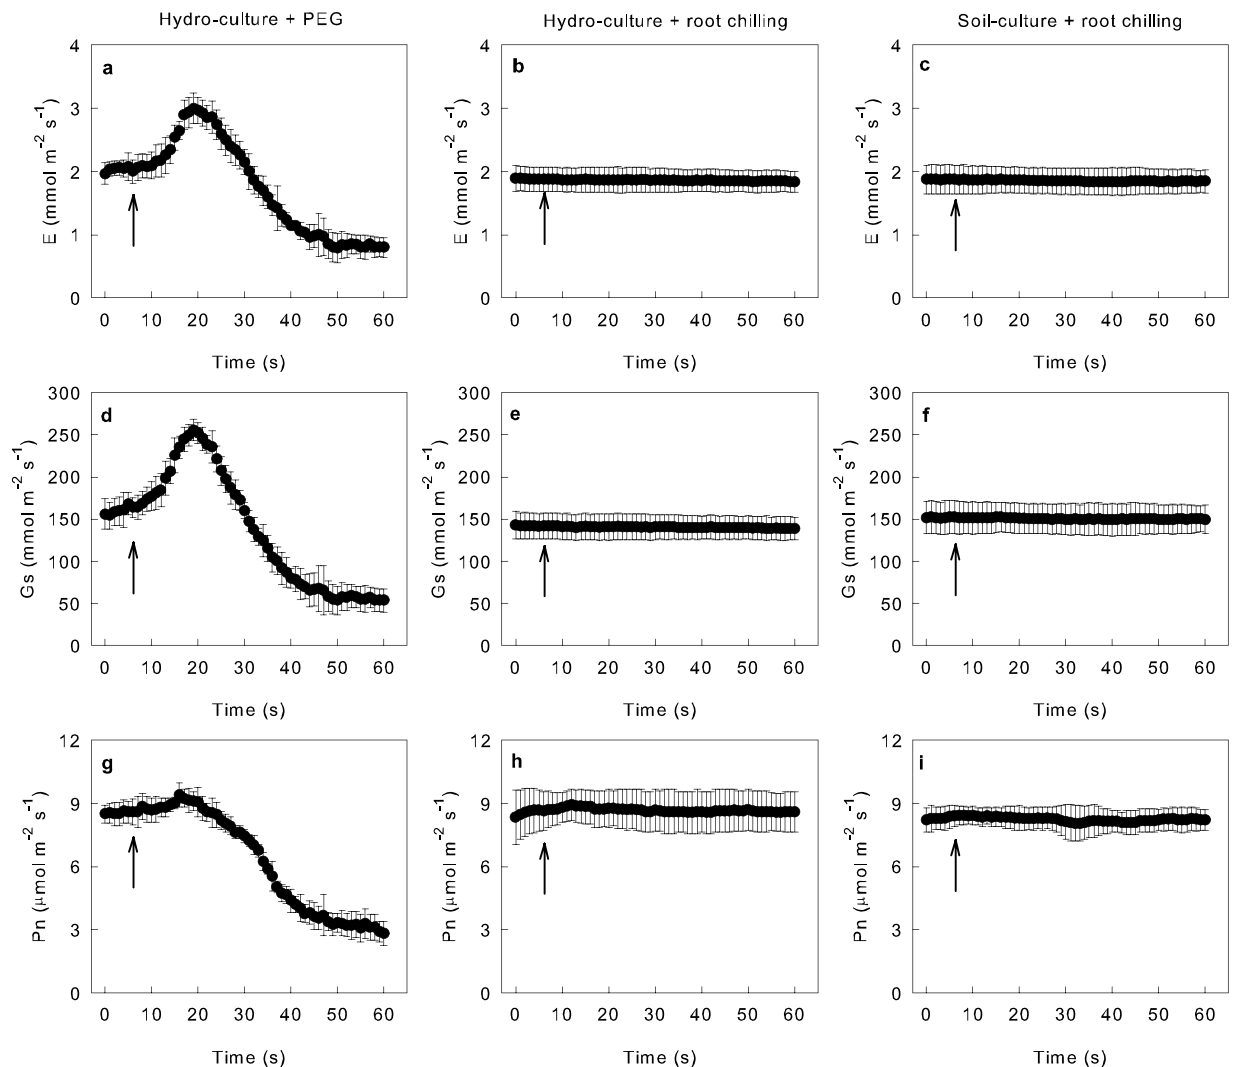 Hydro-culture + PEG
Hydro-culture + root chilling
Soil-culture + root chilling
a
E (mmol m⁻² s⁻¹)
4
3
2
1
0
0 10 20 30 40 50 60
Time (s)
b
E (mmol m⁻² s⁻¹)
4
3
2
1
0
0 10 20 30 40 50 60
Time (s)
c
E (mmol m⁻² s⁻¹)
4
3
2
1
0
0 10 20 30 40 50 60
Time (s)
d
Gs (mmol m⁻² s⁻¹)
300
250
200
150
100
50
0
0 10 20 30 40 50 60
Time (s)
e
Gs (mmol m⁻² s⁻¹)
300
250
200
150
100
50
0
0 10 20 30 40 50 60
Time (s)
f
Gs (mmol m⁻² s⁻¹)
300
250
200
150
100
50
0
0 10 20 30 40 50 60
Time (s)
g
Pn (μmol m⁻² s⁻¹)
12
9
6
3
0
0 10 20 30 40 50 60
Time (s)
h
Pn (μmol m⁻² s⁻¹)
12
9
6
3
0
0 10 20 30 40 50 60
Time (s)
i
Pn (μmol m⁻² s⁻¹)
12
9
6
3
0
0 10 20 30 40 50 60
Time (s)